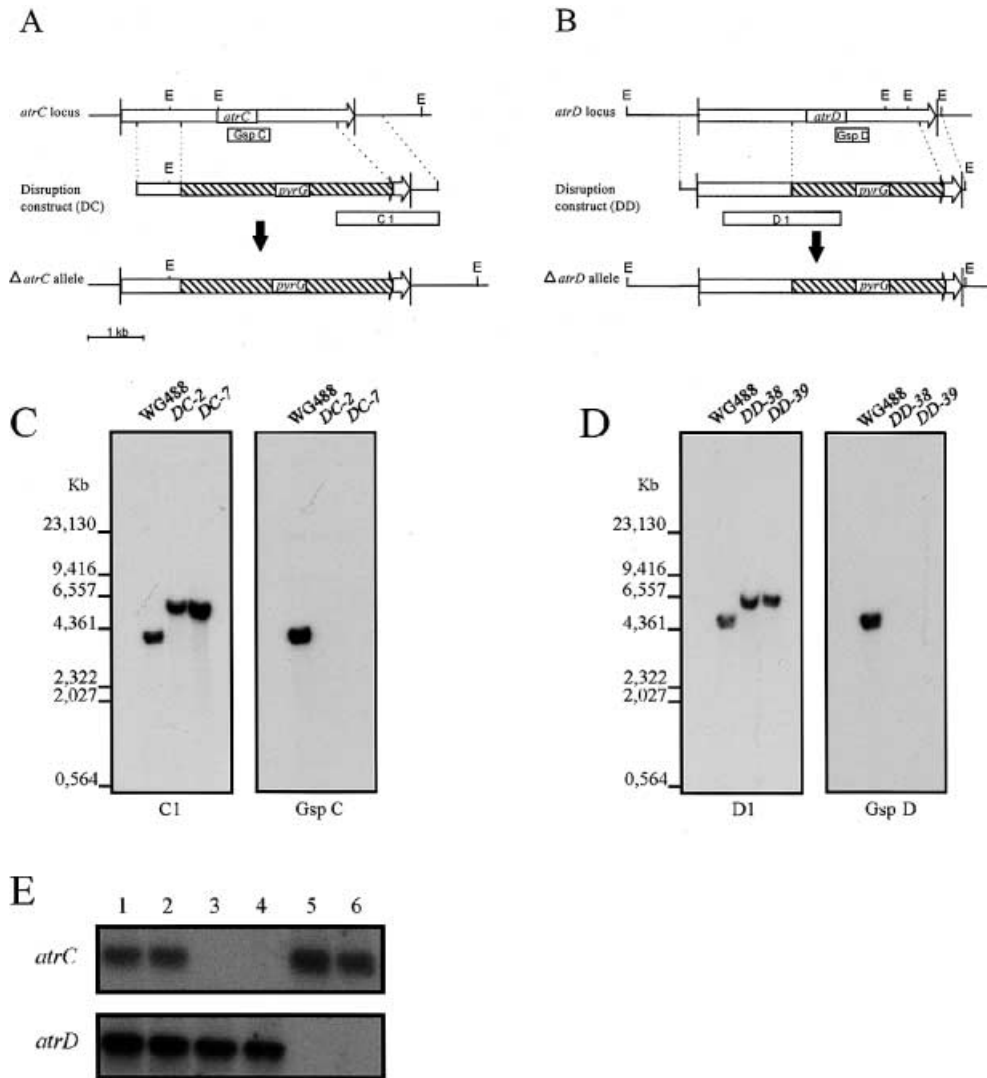 A
B
E
E
E
atrC locus
atrC
Gsp C
E
E
E
E
atrD locus
atrD
Gsp D
E
Disruption
construct (DC)
pyrG
C 1
Disruption
construct (DD)
pyrG
D 1
E
E
Δ atrC allele
pyrG
E
E
Δ atrD allele
pyrG
1 kb
C
WG488
DC-2
DC-7
WG488
DC-2
DC-7
Kb
23,130
9,416
6,557
4,361
2,322
2,027
0,564
C1
Gsp C
D
WG488
DD-38
DD-39
WG488
DD-38
DD-39
Kb
23,130
9,416
6,557
4,361
2,322
2,027
0,564
D1
Gsp D
E
1 2 3 4 5 6
atrC
atrD